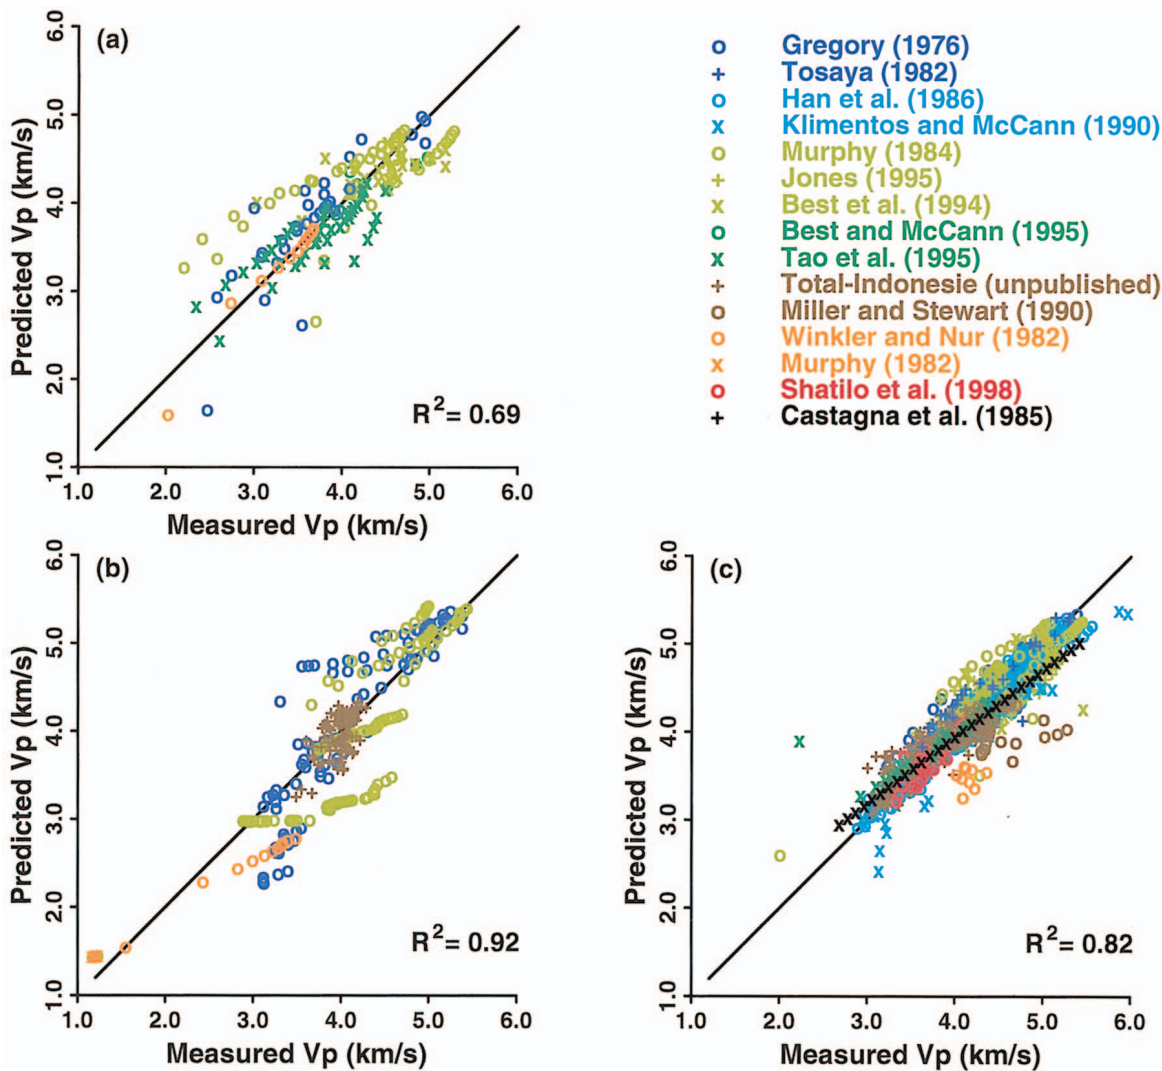 (a)
6.0
5.0
4.0
3.0
2.0
1.0
Predicted Vp (km/s)
R2= 0.69
1.0 2.0 3.0 4.0 5.0 6.0
Measured Vp (km/s)
o Gregory (1976)
+ Tosaya (1982)
o Han et al. (1986)
x Klimentos and McCann (1990)
o Murphy (1984)
+ Jones (1995)
x Best et al. (1994)
o Best and McCann (1995)
x Tao et al. (1995)
+ Total-Indonesie (unpublished)
o Miller and Stewart (1990)
o Winkler and Nur (1982)
x Murphy (1982)
o Shatilo et al. (1998)
+ Castagna et al. (1985)
(b)
6.0
5.0
4.0
3.0
2.0
1.0
Predicted Vp (km/s)
R2= 0.92
1.0 2.0 3.0 4.0 5.0 6.0
Measured Vp (km/s)
(c)
6.0
5.0
4.0
3.0
2.0
1.0
Predicted Vp (km/s)
R2= 0.82
1.0 2.0 3.0 4.0 5.0 6.0
Measured Vp (km/s)